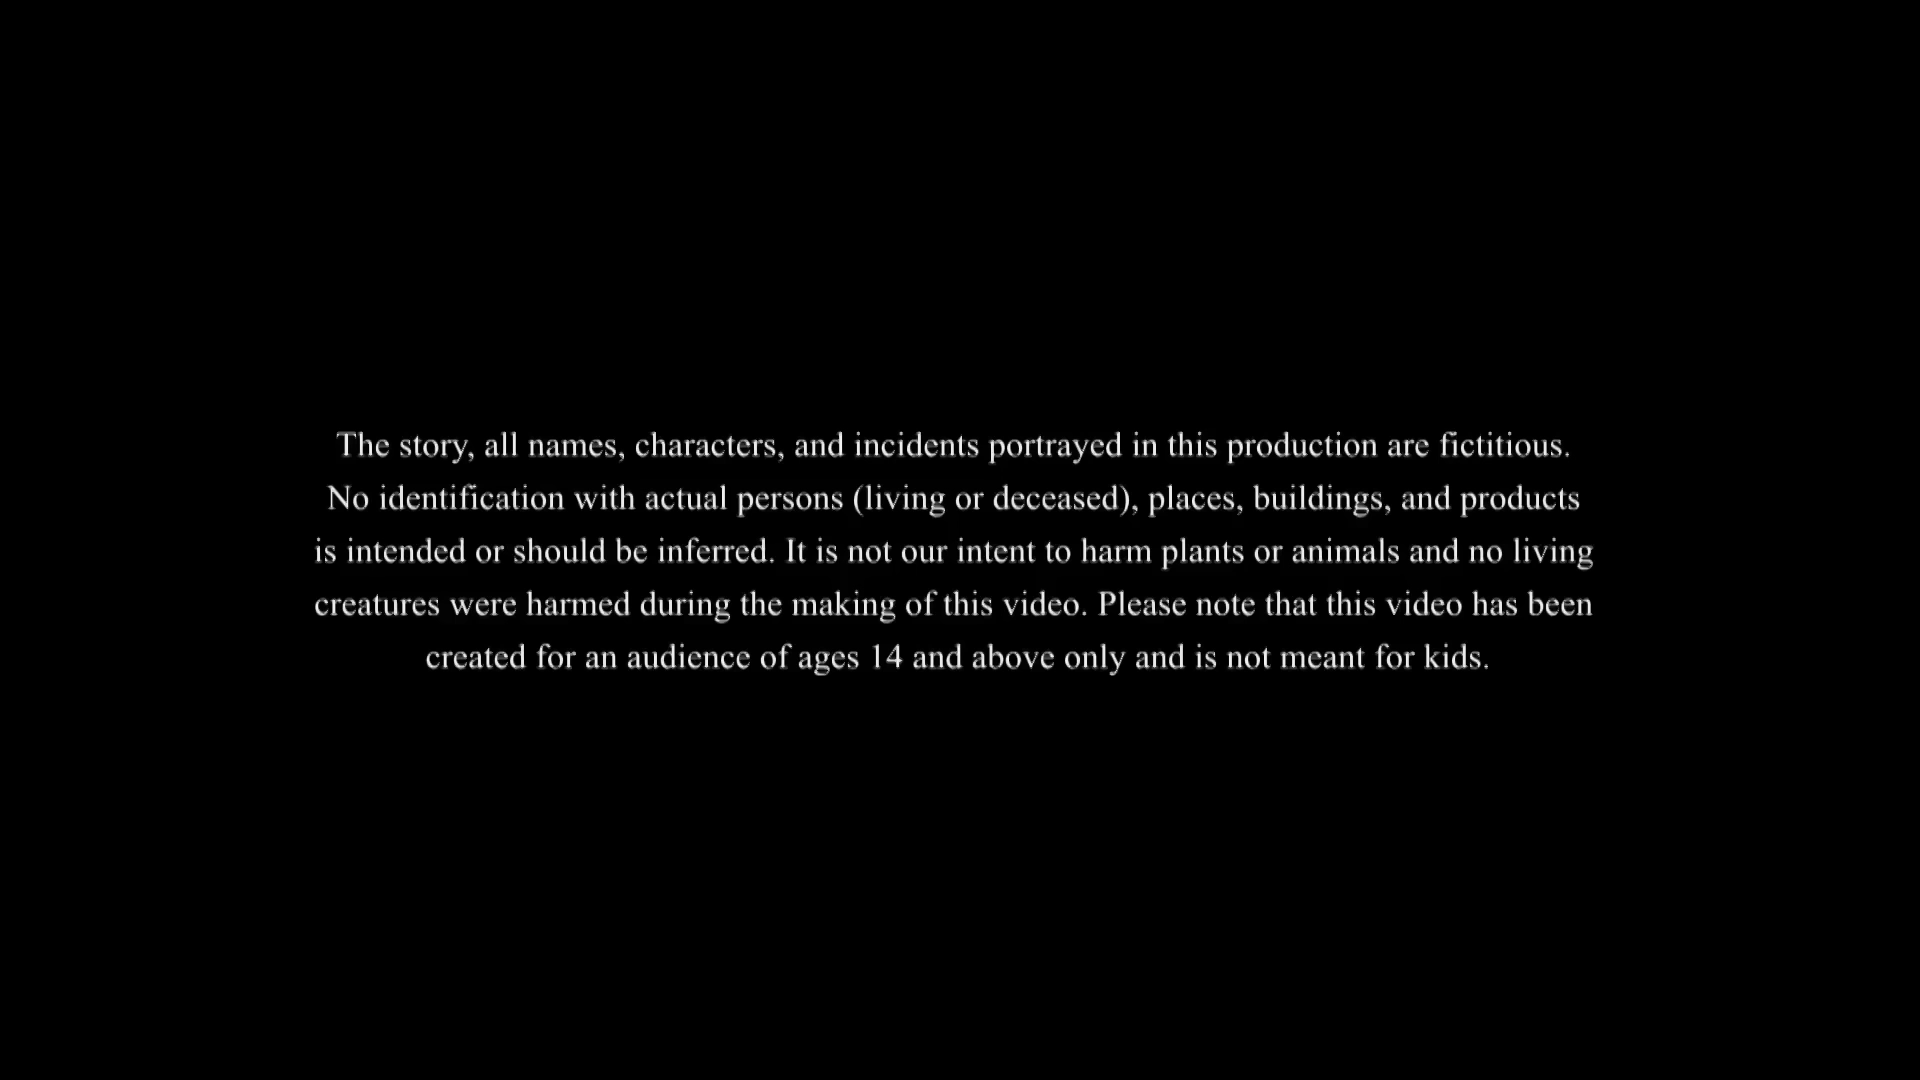 The story, all names, characters, and incidents portrayed in this production are fictitious.
No identification with actual persons (living or deceased), places, buildings, and products
is intended or should be inferred. It is not our intent to harm plants or animals and no living
creatures were harmed during the making of this video. Please note that this video has been
created for an audience of ages 14 and above only and is not meant for kids.